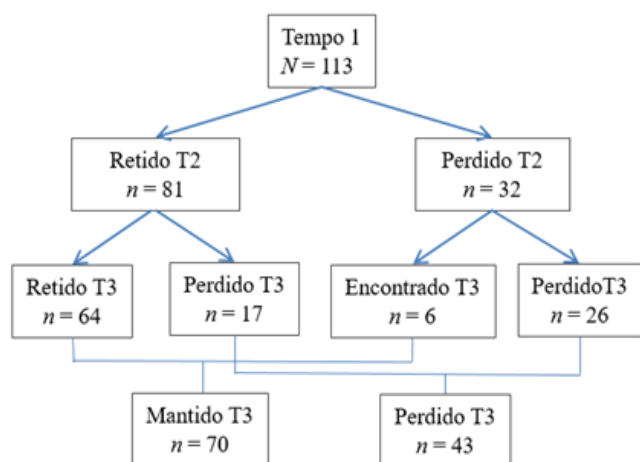 Tempo 1
N = 113
Retido T2
n = 81
Perdido T2
n = 32
Retido T3
n = 64
Perdido T3
n = 17
Encontrado T3
n = 6
PerdidoT3
n = 26
Mantido T3
n = 70
Perdido T3
n = 43